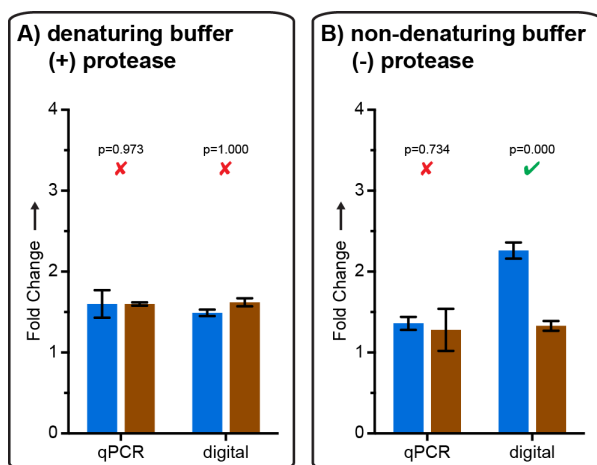 A) denaturing buffer
(+) protease
4
3
2
1
0
Fold Change →
p=0.973
✘
p=1.000
✘
qPCR
digital
B) non-denaturing buffer
(-) protease
4
3
2
1
0
Fold Change →
p=0.734
✘
p=0.000
✔
qPCR
digital